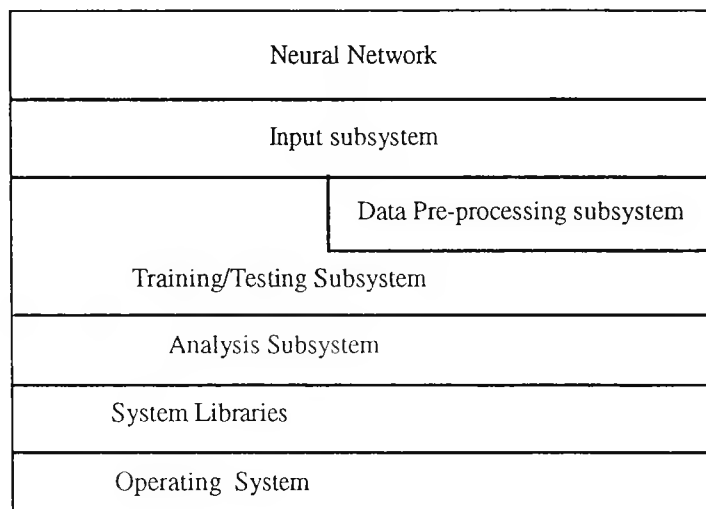 Neural Network
Input subsystem
Data Pre-processing subsystem
Training/Testing Subsystem
Analysis Subsystem
System Libraries
Operating System